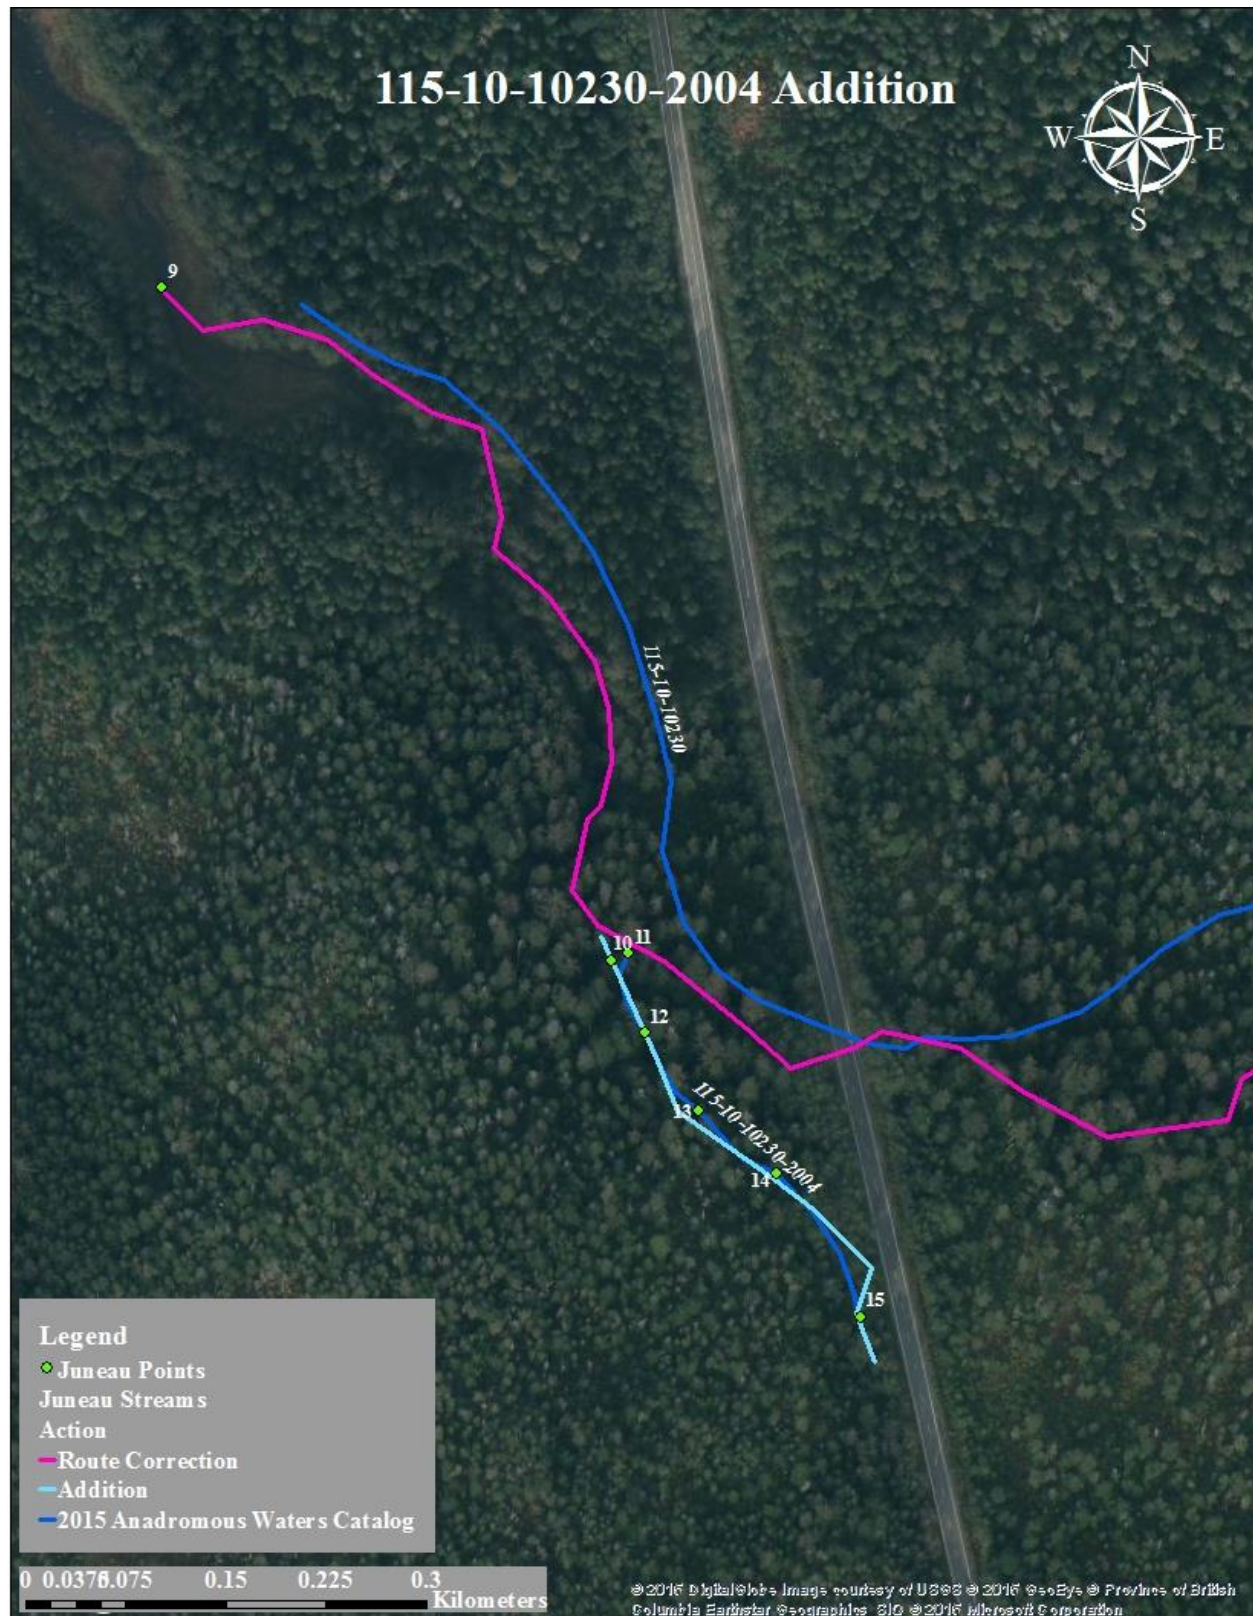 115-10-10230-2004 Addition
N
W E
S
9
115-10-10230
10 11
12
13
115-10-10230-2004
14
15
Legend
Juneau Points
Juneau Streams
Action
Route Correction
Addition
2015 Anadromous Waters Catalog
0 0.0375 0.075 0.15 0.225 0.3
Kilometers
© 2016 DigitalGlobe Image courtesy of USGS © 2016 GeoEye © Province of British
Columbia Earthstar Geographics SIO © 2016 Microsoft Corporation